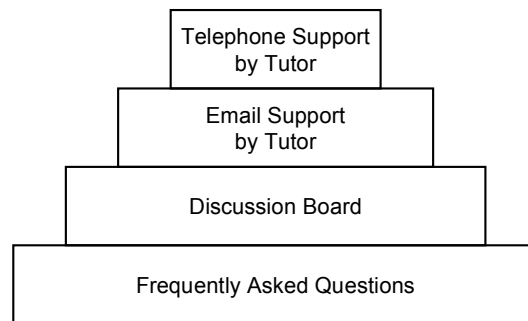 Telephone Support
by Tutor
Email Support
by Tutor
Discussion Board
Frequently Asked Questions